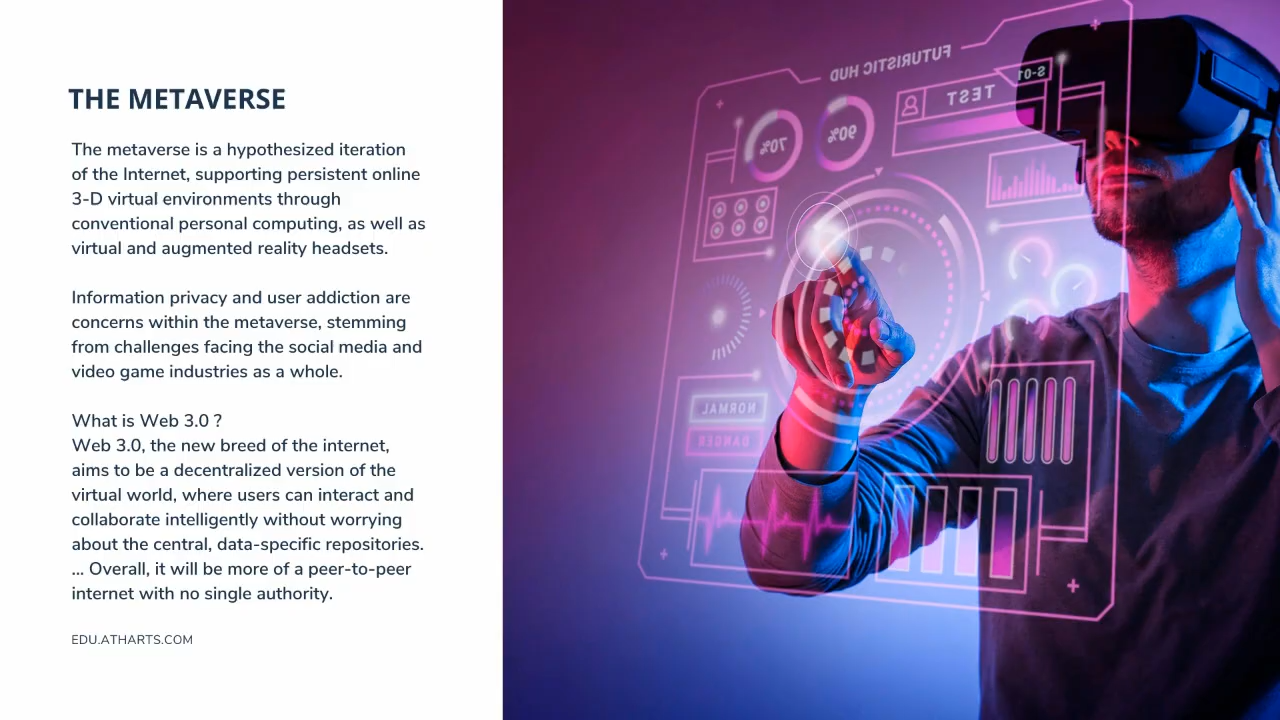 THE METAVERSE
The metaverse is a hypothesized iteration
of the Internet, supporting persistent online
3-D virtual environments through
conventional personal computing, as well as
virtual and augmented reality headsets.
Information privacy and user addiction are
concerns within the metaverse, stemming
from challenges facing the social media and
video game industries as a whole.
What is Web 3.0 ?
Web 3.0, the new breed of the internet,
aims to be a decentralized version of the
virtual world, where users can interact and
collaborate intelligently without worrying
about the central, data-specific repositories.
... Overall, it will be more of a peer-to-peer
internet with no single authority.
EDU.ATHARTS.COM
FUTURISTIC HUD
S-01
TEST
90%
70%
NORMAL
DANGER